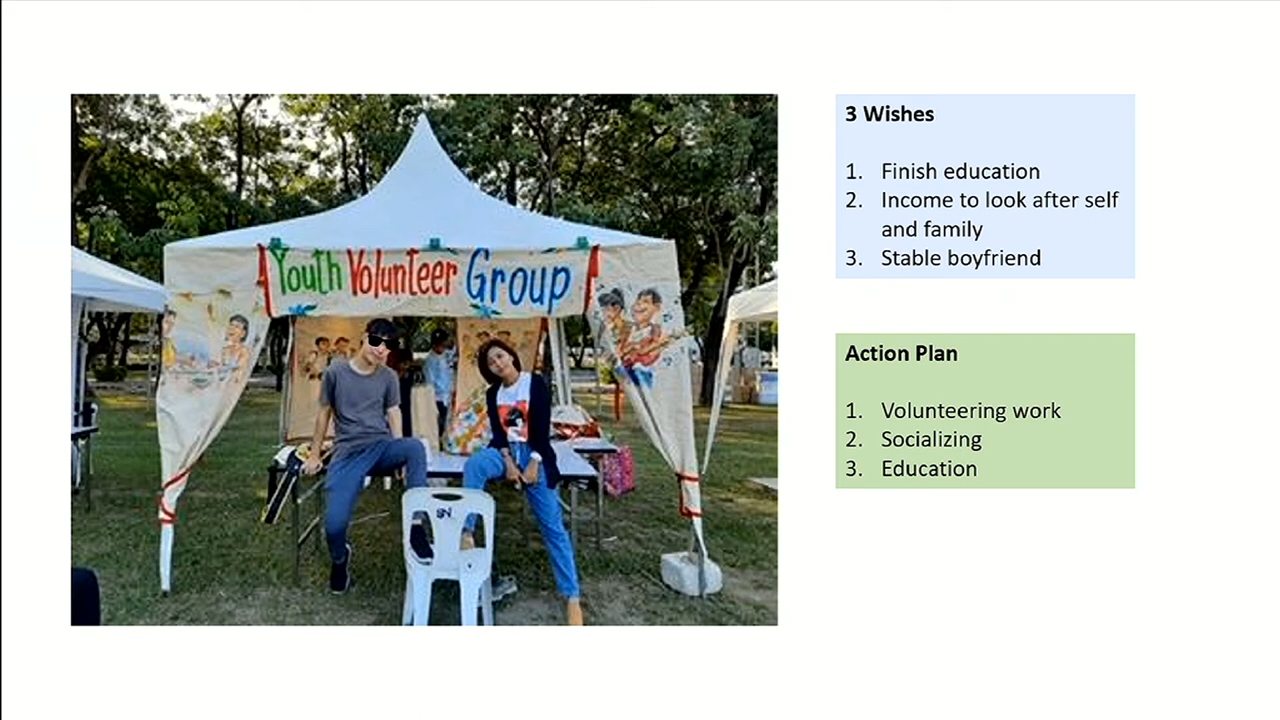 Youth Volunteer Group
SN
3 Wishes
1. Finish education
2. Income to look after self
and family
3. Stable boyfriend
Action Plan
1. Volunteering work
2. Socializing
3. Education